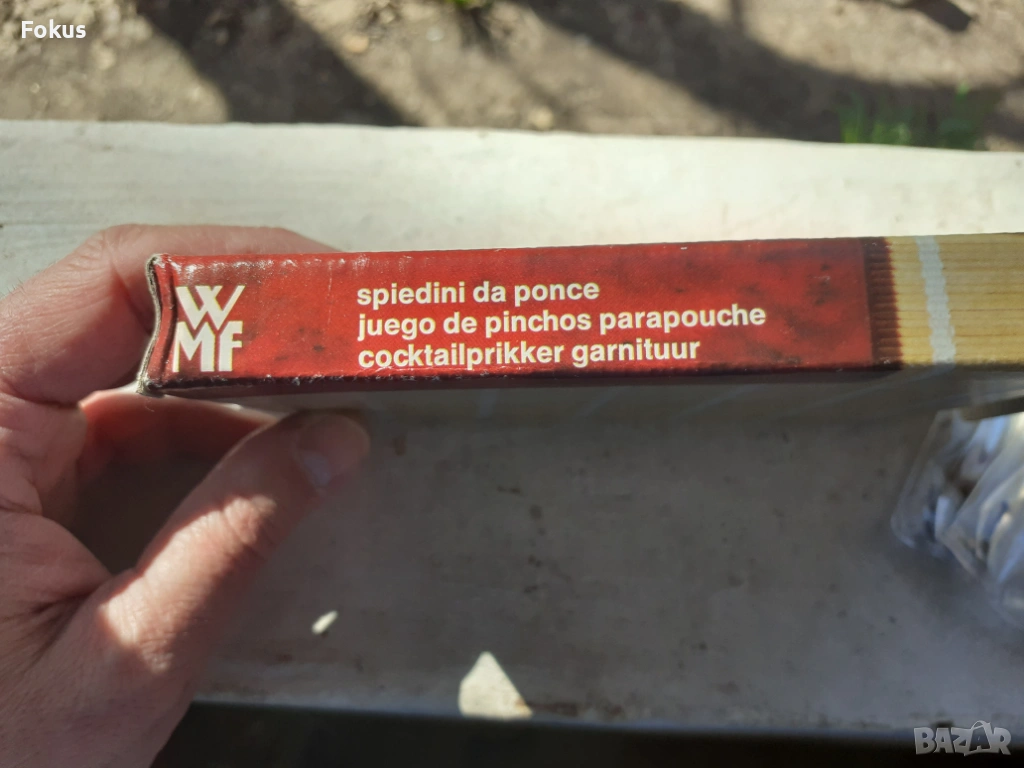 Fokus
WMF
spiedini da ponce
juego de pinchos parapouche
cocktailprikker garnituur
BAZAR